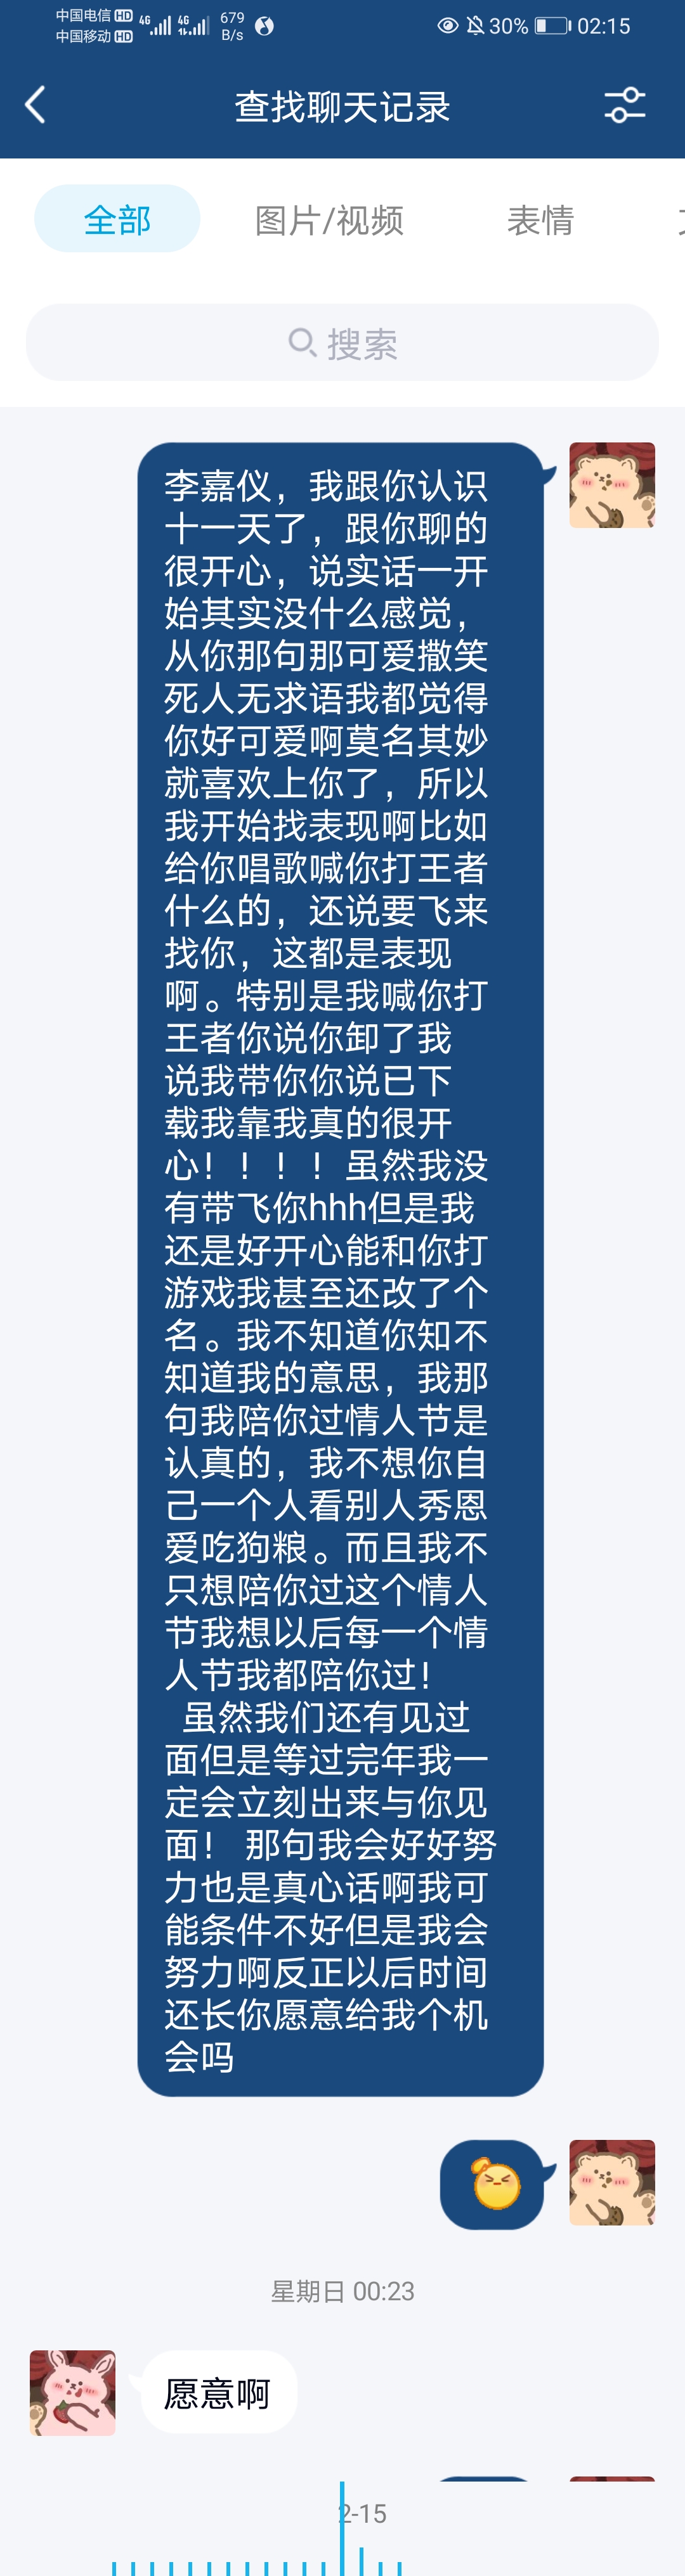 中国电信 HD 4G 4G 679 30% 02:15
中国移动 HD B/s
查找聊天记录
全部 图片/视频 表情
搜索
李嘉仪，我跟你认识
十一天了，跟你聊的
很开心，说实话一开
始其实没什么感觉，
从你那句那可爱撒笑
死人无求语我都觉得
你好可爱啊莫名其妙
就喜欢上你了，所以
我开始找表现啊比如
给你唱歌喊你打王者
什么的，还说要飞来
找你，这都是表现
啊。特别是我喊你打
王者你说你卸了我
说我带你你说已下
载我靠我真的很开
心！！！！虽然我没
有带飞你hhh但是我
还是好开心能和你打
游戏我甚至还改了个
名。我不知道你知不
知道我的意思，我那
句我陪你过情人节是
认真的，我不想你自
己一个人看别人秀恩
爱吃狗粮。而且我不
只想陪你过这个情人
节我想以后每一个情
人节我都陪你过！
虽然我们还有见过
面但是等过完年我一
定会立刻出来与你见
面！ 那句我会好好努
力也是真心话啊我可
能条件不好但是我会
努力啊反正以后时间
还长你愿意给我个机
会吗
星期日 00:23
愿意啊
2-15